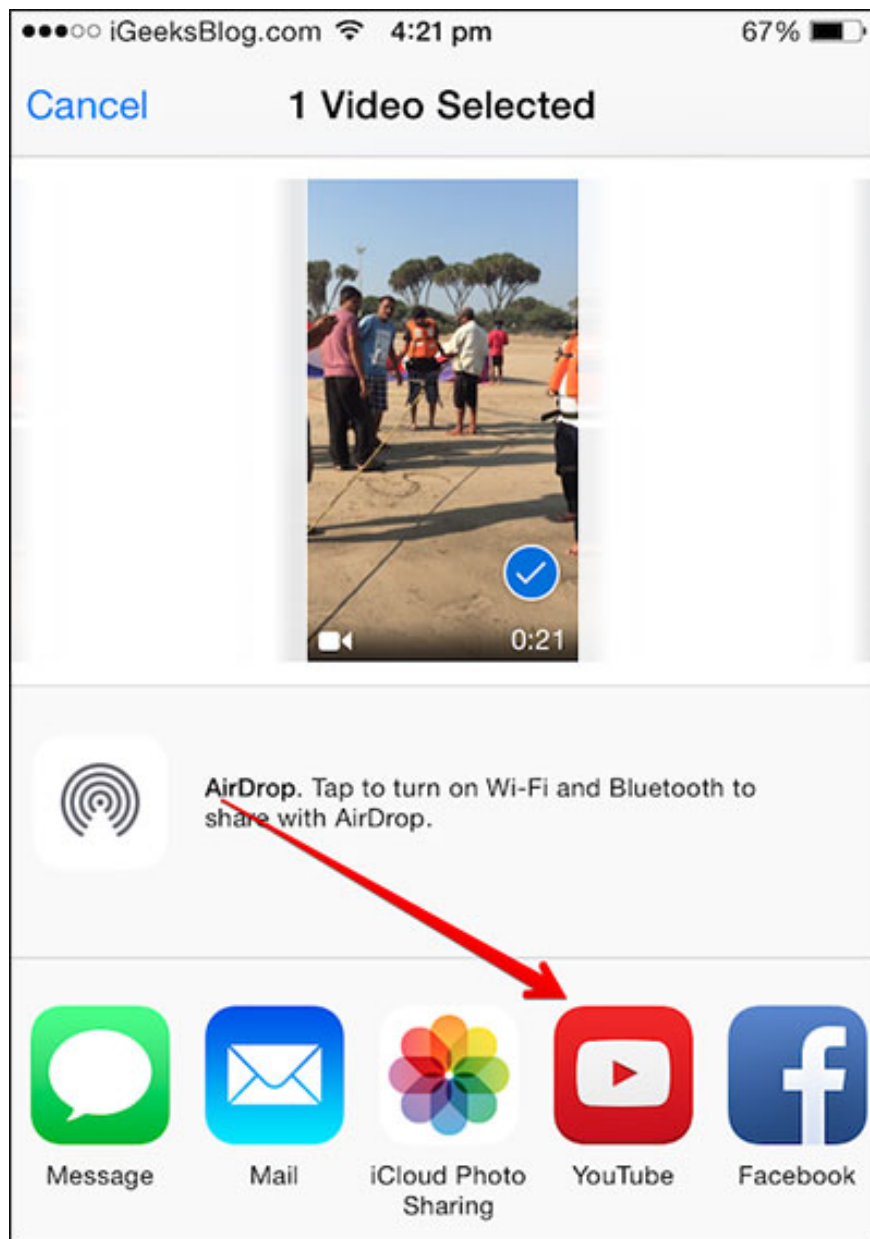 iGeeksBlog.com 4:21 pm 67%
Cancel 1 Video Selected
0:21
AirDrop. Tap to turn on Wi-Fi and Bluetooth to
share with AirDrop.
Message Mail iCloud Photo YouTube Facebook
Sharing